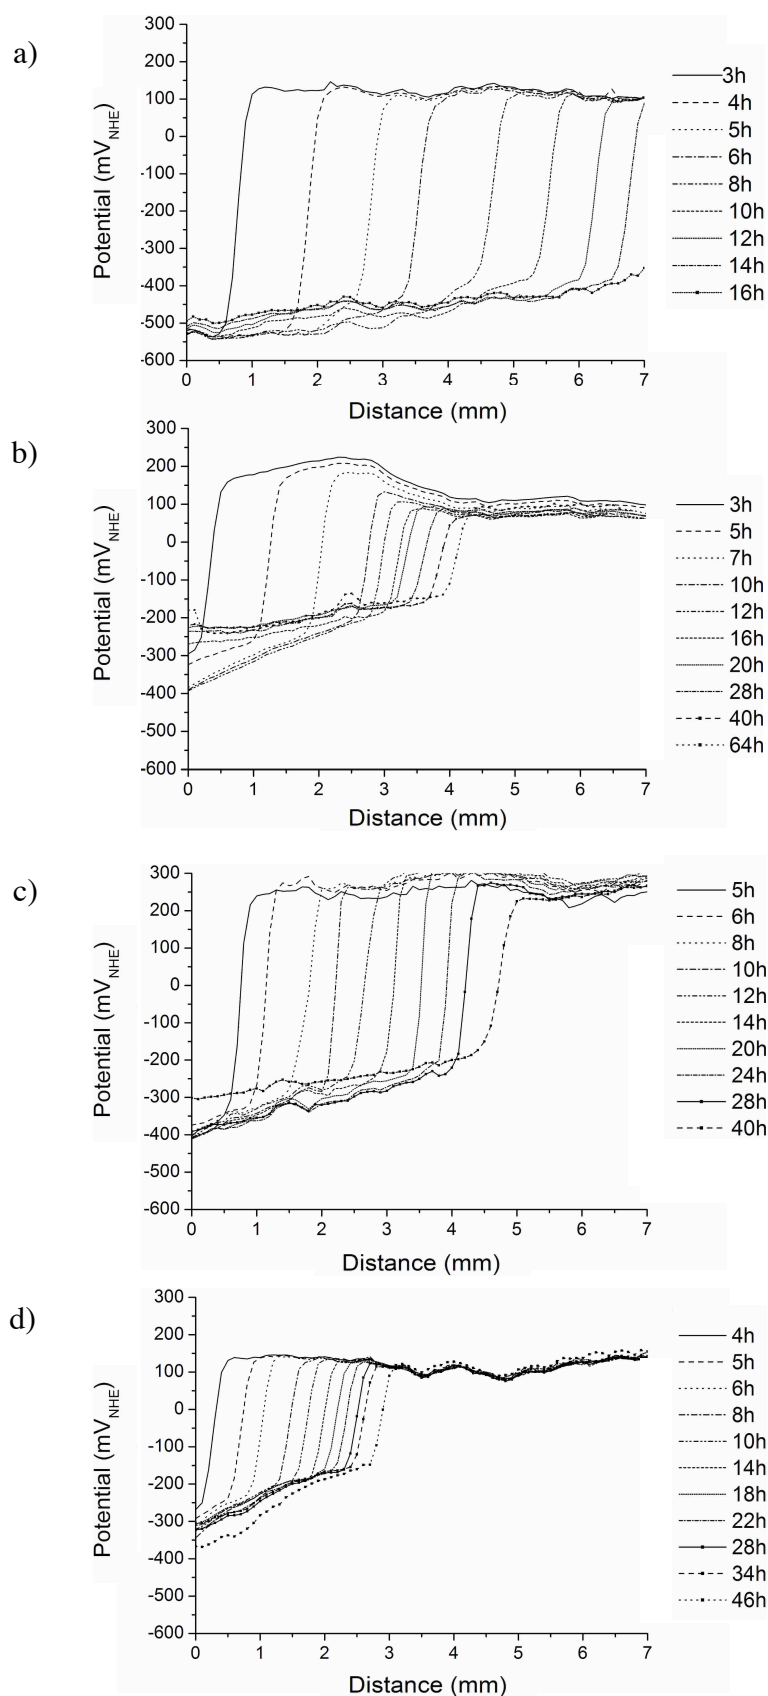 a)
300
200
100
0
-100
-200
-300
-400
-500
-600
Potential (mV_NHE)
0 1 2 3 4 5 6 7
Distance (mm)
3h
4h
5h
6h
8h
10h
12h
14h
16h
b)
300
200
100
0
-100
-200
-300
-400
-500
-600
Potential (mV_NHE)
0 1 2 3 4 5 6 7
Distance (mm)
3h
5h
7h
10h
12h
16h
20h
28h
40h
64h
c)
300
200
100
0
-100
-200
-300
-400
-500
-600
Potential (mV_NHE)
0 1 2 3 4 5 6 7
Distance (mm)
5h
6h
8h
10h
12h
14h
20h
24h
28h
40h
d)
300
200
100
0
-100
-200
-300
-400
-500
-600
Potential (mV_NHE)
0 1 2 3 4 5 6 7
Distance (mm)
4h
5h
6h
8h
10h
14h
18h
22h
28h
34h
46h